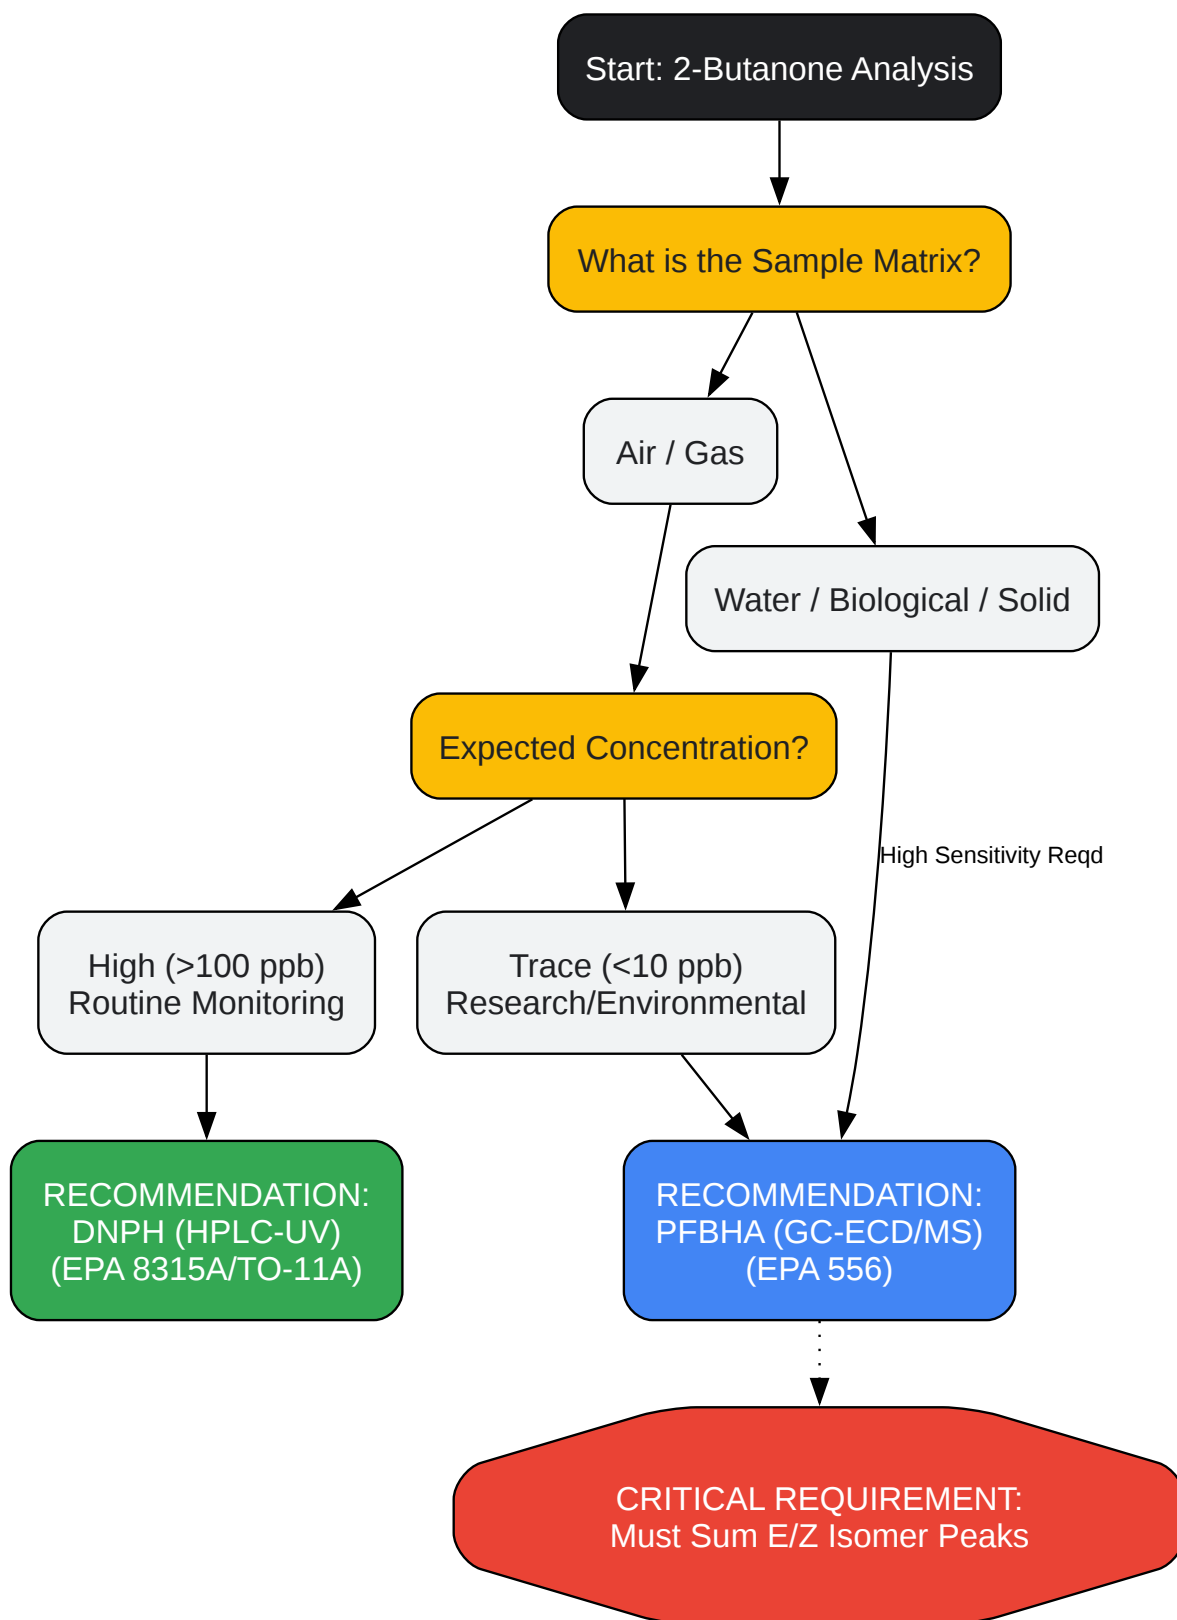 Start: 2-Butanone Analysis
What is the Sample Matrix?
Air / Gas
Water / Biological / Solid
Expected Concentration?
High Sensitivity Reqd
High (>100 ppb)
Routine Monitoring
Trace (<10 ppb)
Research/Environmental
RECOMMENDATION:
DNPH (HPLC-UV)
(EPA 8315A/TO-11A)
RECOMMENDATION:
PFBHA (GC-ECD/MS)
(EPA 556)
CRITICAL REQUIREMENT:
Must Sum E/Z Isomer Peaks